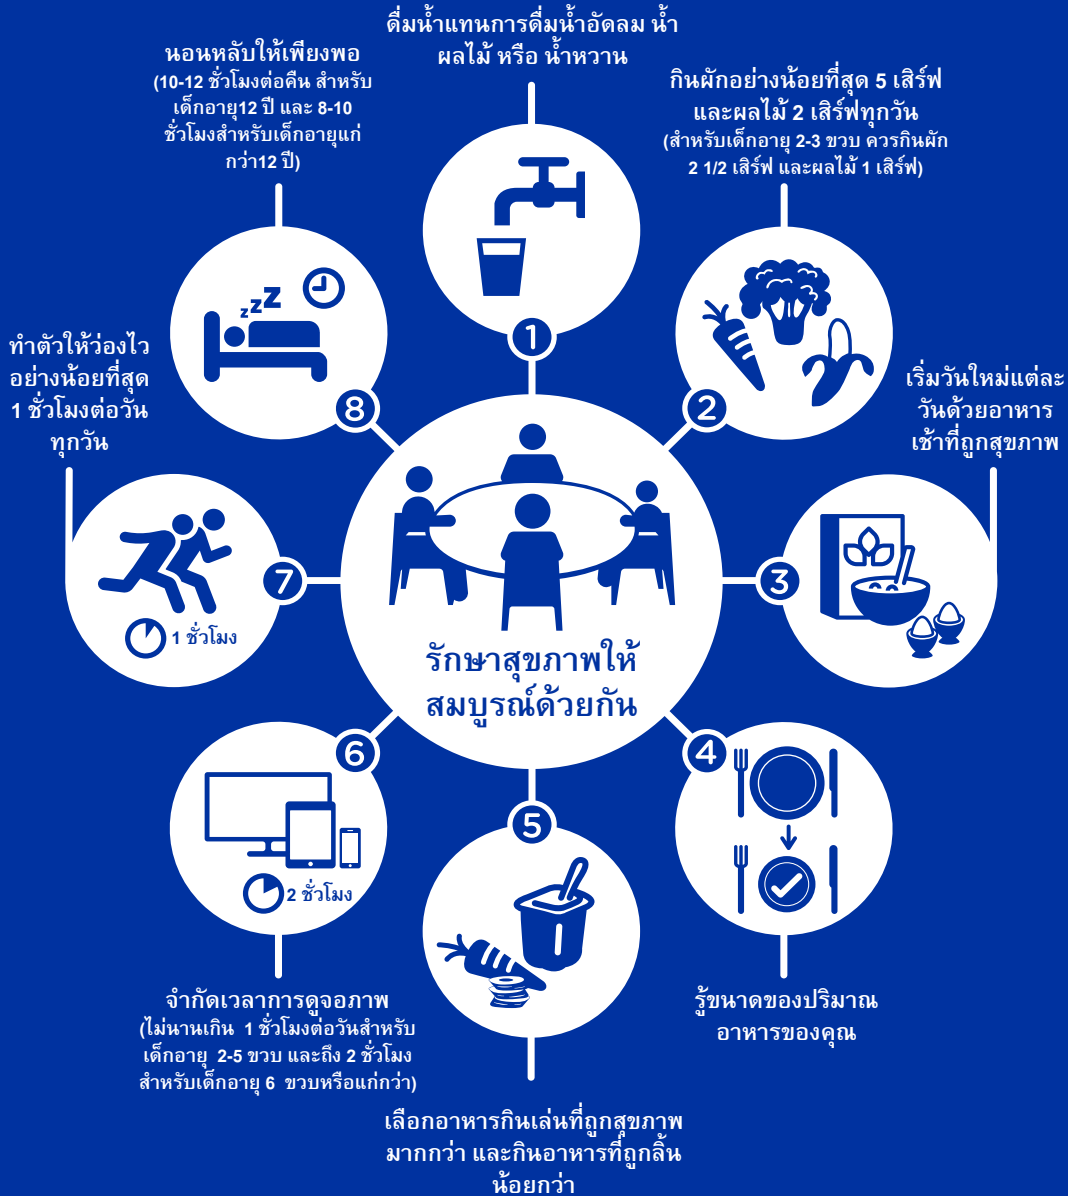 ดื่มน้ำแทนการดื่มน้ำอัดลม น้ำ
ผลไม้ หรือ น้ำหวาน
1
กินผักอย่างน้อยที่สุด 5 เสิร์ฟ
และผลไม้ 2 เสิร์ฟทุกวัน
(สำหรับเด็กอายุ 2-3 ขวบ ควรกินผัก
2 1/2 เสิร์ฟ และผลไม้ 1 เสิร์ฟ)
2
เริ่มวันใหม่แต่ละ
วันด้วยอาหาร
เช้าที่ถูกสุขภาพ
3
4
รู้ขนาดของปริมาณ
อาหารของคุณ
5
เลือกอาหารกินเล่นที่ถูกสุขภาพ
มากกว่า และกินอาหารที่ถูกลิ้น
น้อยกว่า
6
2 ชั่วโมง
จำกัดเวลาการดูจอภาพ
(ไม่นานเกิน 1 ชั่วโมงต่อวันสำหรับ
เด็กอายุ 2-5 ขวบ และถึง 2 ชั่วโมง
สำหรับเด็กอายุ 6 ขวบหรือแก่กว่า)
ทำตัวให้ว่องไว
อย่างน้อยที่สุด
1 ชั่วโมงต่อวัน
ทุกวัน
7
1 ชั่วโมง
นอนหลับให้เพียงพอ
(10-12 ชั่วโมงต่อคืน สำหรับ
เด็กอายุ12 ปี และ 8-10
ชั่วโมงสำหรับเด็กอายุแก่
กว่า12 ปี)
zzZ
8
รักษาสุขภาพให้
สมบูรณ์ด้วยกัน